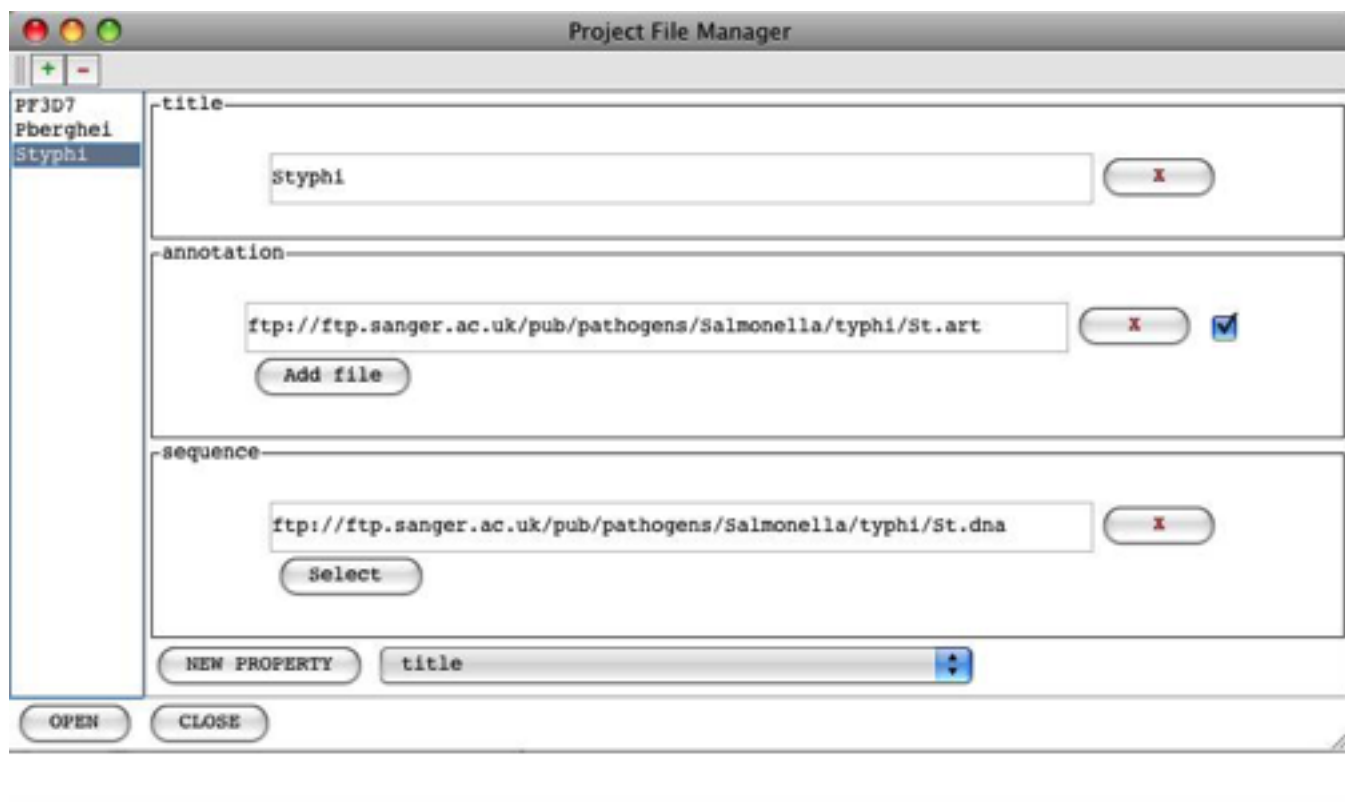 Project File Manager
+ -
PF3D7
Pberghei
Styphi
title
Styphi
X
annotation
ftp://ftp.sanger.ac.uk/pub/pathogens/Salmonella/typhi/St.art
X
Add file
sequence
ftp://ftp.sanger.ac.uk/pub/pathogens/Salmonella/typhi/St.dna
X
Select
NEW PROPERTY title
OPEN CLOSE